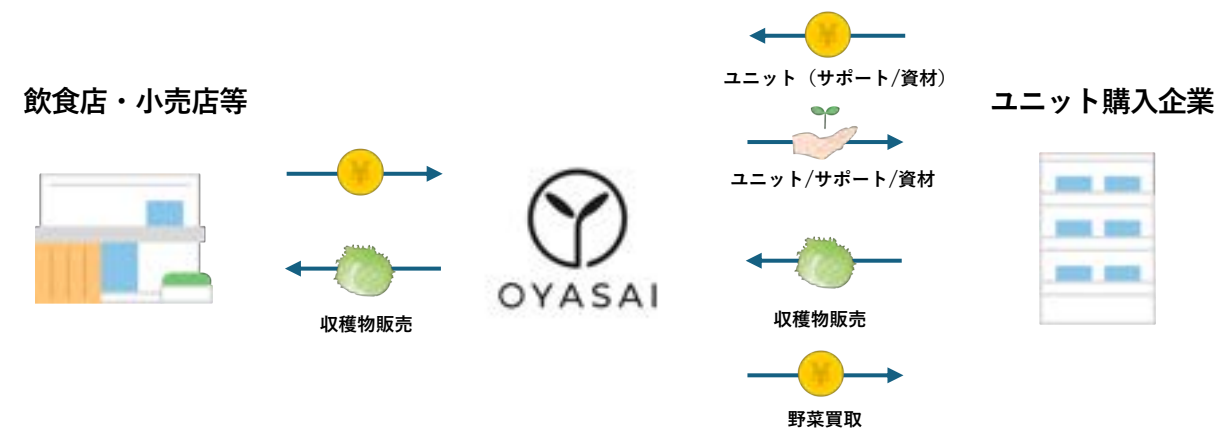 ユニット（サポート/資材）
飲食店・小売店等
ユニット購入企業
ユニット/サポート/資材
OYASAI
収穫物販売
収穫物販売
野菜買取